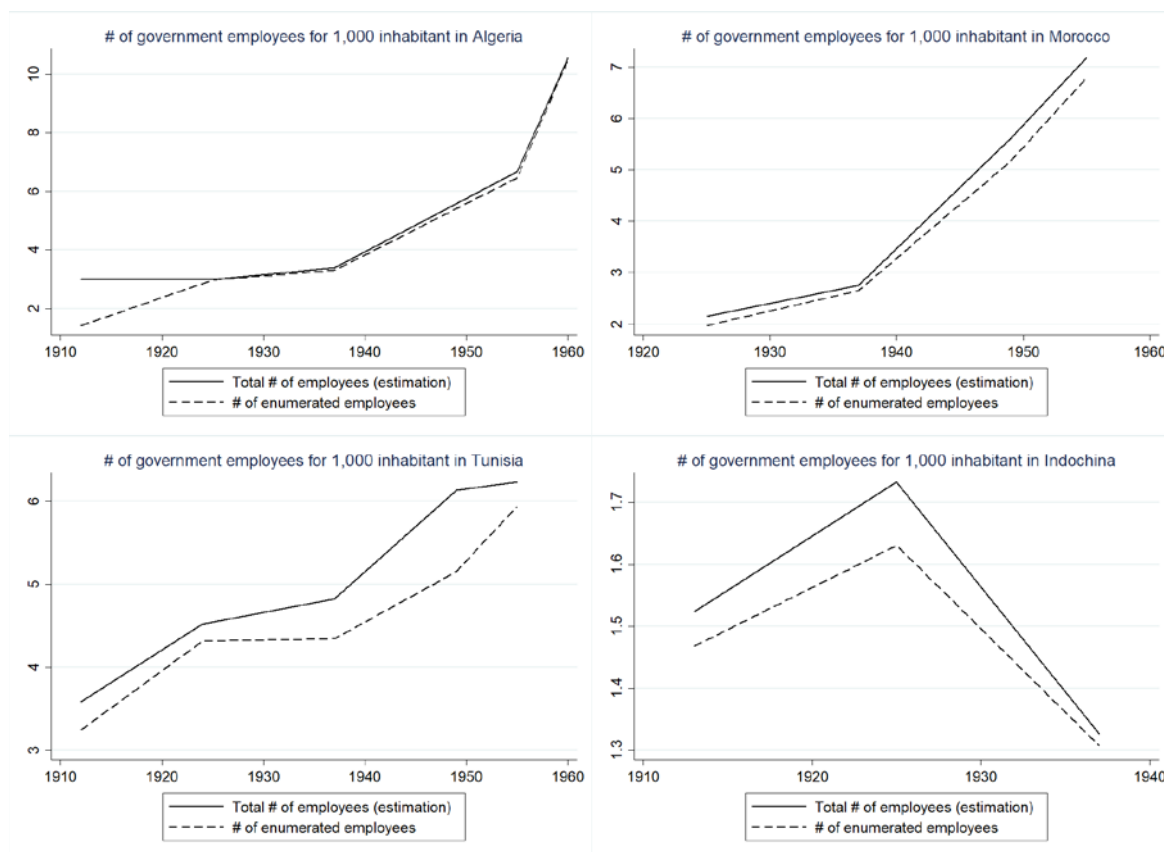 # of government employees for 1,000 inhabitant in Algeria
10
8
6
4
2
1910 1920 1930 1940 1950 1960
Total # of employees (estimation)
# of enumerated employees
# of government employees for 1,000 inhabitant in Morocco
7
6
5
4
3
2
1920 1930 1940 1950 1960
Total # of employees (estimation)
# of enumerated employees
# of government employees for 1,000 inhabitant in Tunisia
6
5
4
3
1910 1920 1930 1940 1950 1960
Total # of employees (estimation)
# of enumerated employees
# of government employees for 1,000 inhabitant in Indochina
1.7
1.6
1.5
1.4
1.3
1910 1920 1930 1940
Total # of employees (estimation)
# of enumerated employees